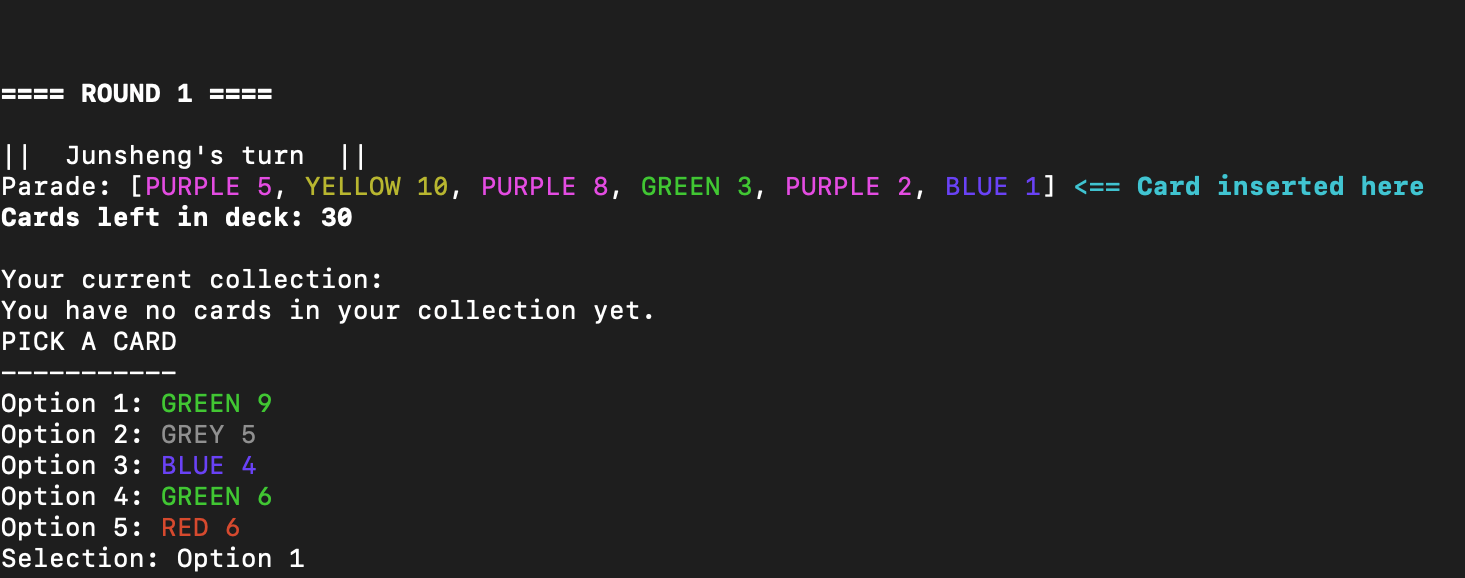 ==== ROUND 1 ====
||  Junsheng's turn  ||
Parade: [PURPLE 5, YELLOW 10, PURPLE 8, GREEN 3, PURPLE 2, BLUE 1] <== Card inserted here
Cards left in deck: 30
Your current collection:
You have no cards in your collection yet.
PICK A CARD
-----------
Option 1: GREEN 9
Option 2: GREY 5
Option 3: BLUE 4
Option 4: GREEN 6
Option 5: RED 6
Selection: Option 1